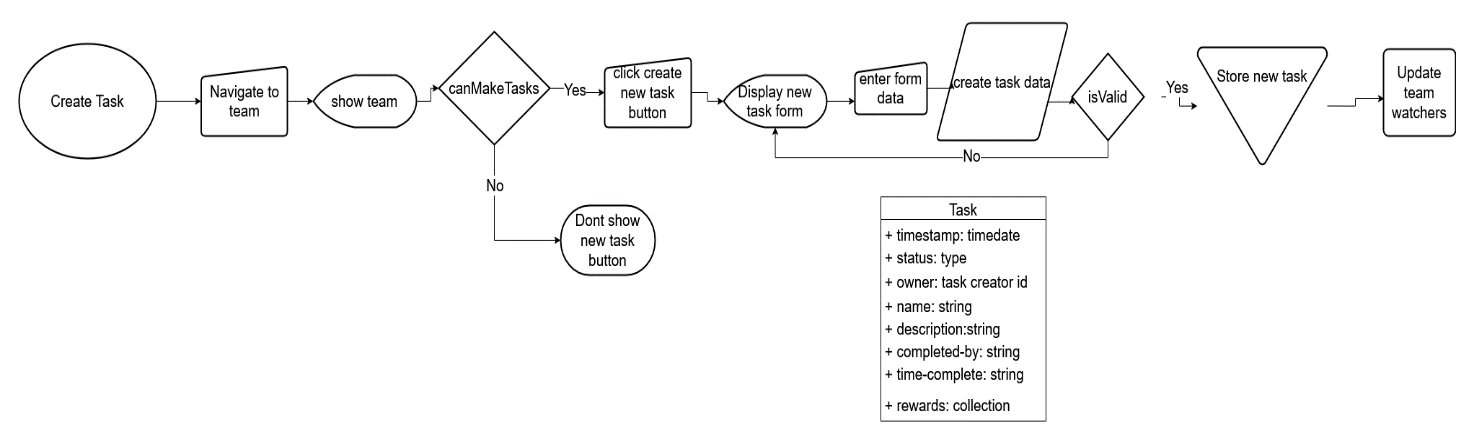 Create Task
Navigate to
team
show team
canMakeTasks
Yes
click create
new task
button
Display new
task form
enter form
data
create task data
isValid
Yes
Store new task
Update
team
watchers
No
No
Dont show
new task
button
Task
+ timestamp: timedate
+ status: type
+ owner: task creator id
+ name: string
+ description:string
+ completed-by: string
+ time-complete: string
+ rewards: collection